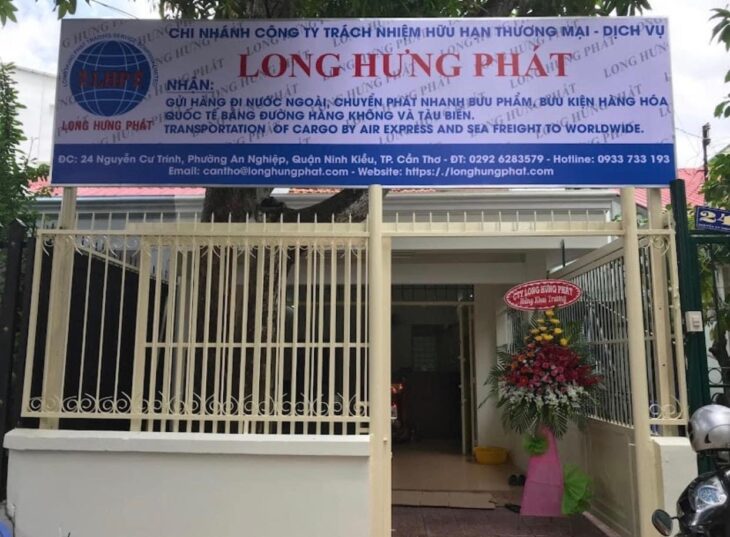 CHI NHÁNH CÔNG TY TRÁCH NHIỆM HỮU HẠN THƯƠNG MẠI - DỊCH VỤ
LONG HƯNG PHÁT
LONG HƯNG PHÁT
NHẬN:
GỬI HÀNG ĐI NƯỚC NGOÀI, CHUYỂN PHÁT NHANH BƯU PHẨM, BƯU KIỆN HÀNG HÓA
QUỐC TẾ BẰNG ĐƯỜNG HÀNG KHÔNG VÀ TÀU BIỂN.
TRANSPORTATION OF CARGO BY AIR EXPRESS AND SEA FREIGHT TO WORLDWIDE.
ĐC: 24 Nguyễn Cư Trinh, Phường An Nghiệp, Quận Ninh Kiều, TP. Cần Thơ - ĐT: 0292 6283579 - Hotline: 0933 733 193
Email: cantho@longhungphat.com - Website: https://longhungphat.com
CTY LONG HƯNG PHÁT
Mừng Khai Trương